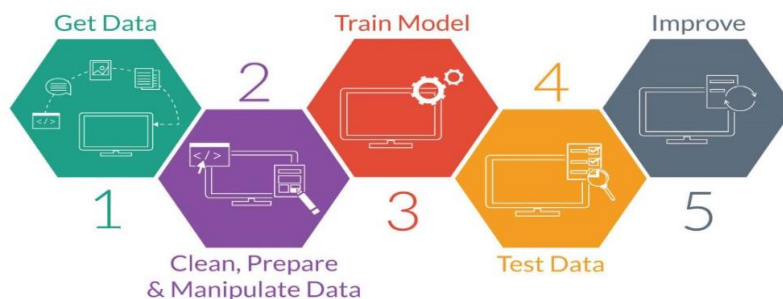 Get Data
1
2
Clean, Prepare
& Manipulate Data
Train Model
3
4
Test Data
Improve
5
</>
</>